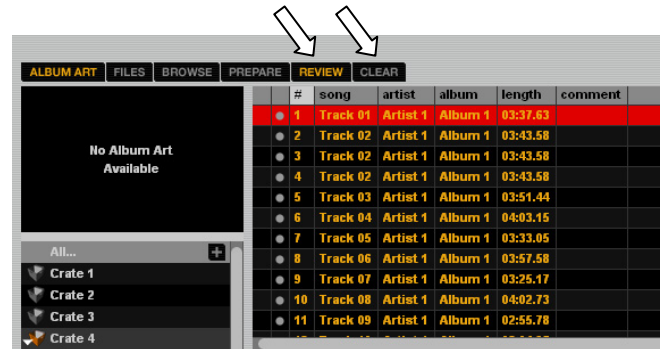 ALBUM ART FILES BROWSE PREPARE REVIEW CLEAR
# song artist album length comment
No Album Art
Available
1 Track 01 Artist 1 Album 1 03:37.63
2 Track 02 Artist 1 Album 1 03:43.58
3 Track 02 Artist 1 Album 1 03:43.58
4 Track 02 Artist 1 Album 1 03:43.58
5 Track 03 Artist 1 Album 1 03:51.44
6 Track 04 Artist 1 Album 1 04:03.15
7 Track 05 Artist 1 Album 1 03:33.05
8 Track 06 Artist 1 Album 1 03:57.58
9 Track 07 Artist 1 Album 1 03:25.17
10 Track 08 Artist 1 Album 1 04:02.73
11 Track 09 Artist 1 Album 1 02:55.78
All... +
Crate 1
Crate 2
Crate 3
Crate 4